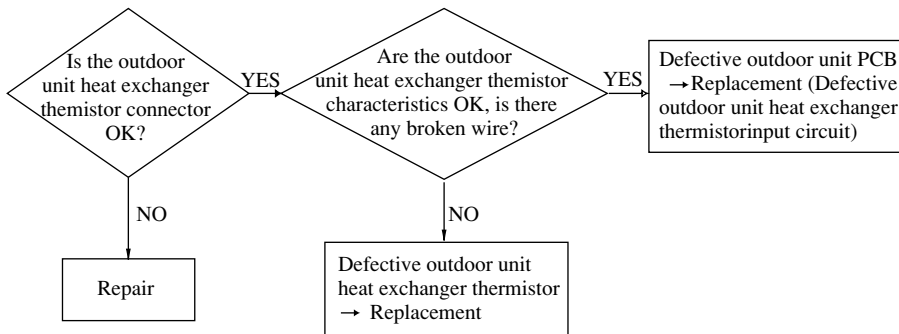 Is the outdoor
unit heat exchanger
themistor connector
OK?
YES
NO
Repair
Are the outdoor
unit heat exchanger themistor
characteristics OK, is there
any broken wire?
YES
NO
Defective outdoor unit
heat exchanger thermistor
→ Replacement
Defective outdoor unit PCB
→Replacement (Defective
outdoor unit heat exchanger
thermistorinput circuit)